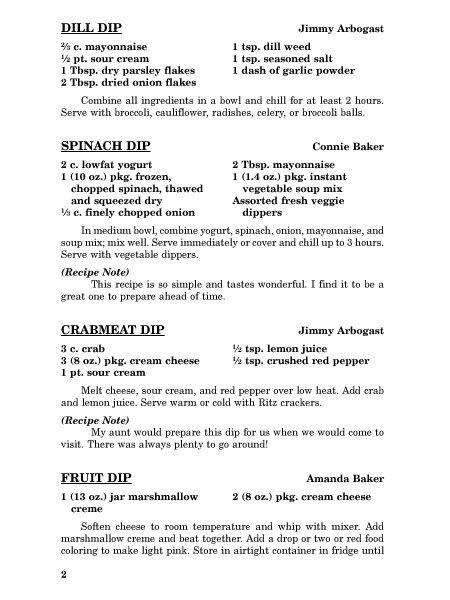 DILL DIP Jimmy Arbogast
⅔ c. mayonnaise
½ pt. sour cream
1 Tbsp. dry parsley flakes
2 Tbsp. dried onion flakes
1 tsp. dill weed
1 tsp. seasoned salt
1 dash of garlic powder
Combine all ingredients in a bowl and chill for at least 2 hours.
Serve with broccoli, cauliflower, radishes, celery, or broccoli balls.
SPINACH DIP Connie Baker
2 c. lowfat yogurt
1 (10 oz.) pkg. frozen,
chopped spinach, thawed
and squeezed dry
⅓ c. finely chopped onion
2 Tbsp. mayonnaise
1 (1.4 oz.) pkg. instant
vegetable soup mix
Assorted fresh veggie
dippers
In medium bowl, combine yogurt, spinach, onion, mayonnaise, and
soup mix; mix well. Serve immediately or cover and chill up to 3 hours.
Serve with vegetable dippers.
(Recipe Note)
This recipe is so simple and tastes wonderful. I find it to be a
great one to prepare ahead of time.
CRABMEAT DIP Jimmy Arbogast
3 c. crab
3 (8 oz.) pkg. cream cheese
1 pt. sour cream
½ tsp. lemon juice
½ tsp. crushed red pepper
Melt cheese, sour cream, and red pepper over low heat. Add crab
and lemon juice. Serve warm or cold with Ritz crackers.
(Recipe Note)
My aunt would prepare this dip for us when we would come to
visit. There was always plenty to go around!
FRUIT DIP Amanda Baker
1 (13 oz.) jar marshmallow
creme
2 (8 oz.) pkg. cream cheese
Soften cheese to room temperature and whip with mixer. Add
marshmallow creme and beat together. Add a drop or two or red food
coloring to make light pink. Store in airtight container in fridge until
2